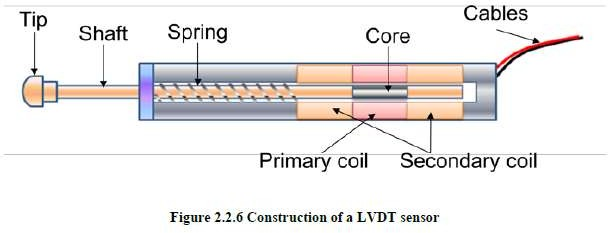 Tip
Shaft
Spring
Core
Cables
Primary coil
Secondary coil
Figure 2.2.6 Construction of a LVDT sensor